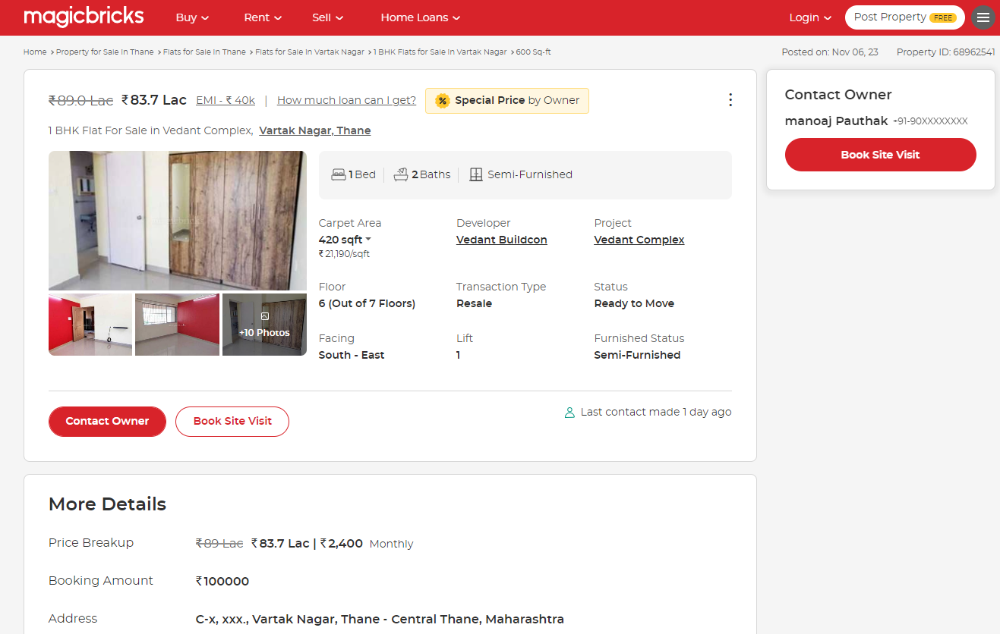 magicbricks Buy Rent Sell Home Loans Login Post Property FREE
Home > Property for Sale in Thane > Flats for Sale in Thane > Flats for Sale in Vartak Nagar > 1 BHK Flats for Sale in Vartak Nagar > 600 Sq-ft
Posted on: Nov 06, 23 Property ID: 68962541
₹89.0 Lac ₹83.7 Lac EMI - ₹ 40k | How much loan can I get? % Special Price by Owner
1 BHK Flat For Sale in Vedant Complex, Vartak Nagar, Thane
1 Bed 2 Baths Semi-Furnished
Carpet Area
420 sqft
₹ 21,190/sqft
Developer
Vedant Buildcon
Project
Vedant Complex
Floor
6 (Out of 7 Floors)
Transaction Type
Resale
Status
Ready to Move
Facing
South - East
Lift
1
Furnished Status
Semi-Furnished
+10 Photos
Contact Owner Book Site Visit Last contact made 1 day ago
Contact Owner
manoaj Pauthak +91-90XXXXXXXX
Book Site Visit
More Details
Price Breakup ₹89 Lac ₹83.7 Lac | ₹2,400 Monthly
Booking Amount ₹100000
Address C-x, xxx., Vartak Nagar, Thane - Central Thane, Maharashtra